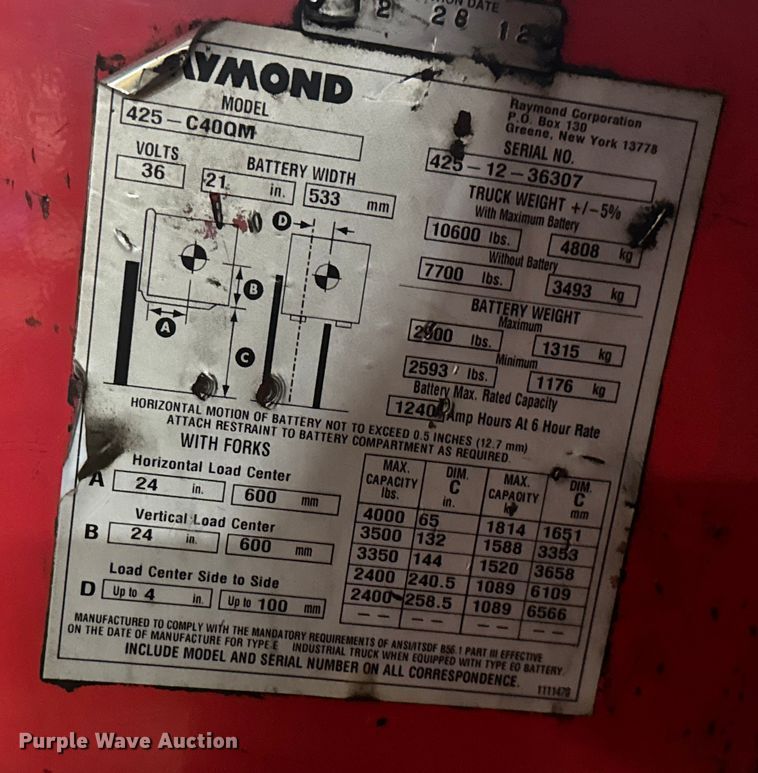 2 28 12
RAYMOND
MODEL
425-C40QM
Raymond Corporation
P.O. Box 130
Greene, New York 13778
SERIAL NO.
425-12-36307
VOLTS
36
BATTERY WIDTH
21 in. 533 mm
TRUCK WEIGHT +/-5%
With Maximum Battery
10600 lbs. 4808 kg
Without Battery
7700 lbs. 3493 kg
BATTERY WEIGHT
Maximum
2900 lbs. 1315 kg
Minimum
2593 lbs. 1176 kg
Battery Max. Rated Capacity
1240 Amp Hours At 6 Hour Rate
D
B
A
C
HORIZONTAL MOTION OF BATTERY NOT TO EXCEED 0.5 INCHES (12.7 mm)
ATTACH RESTRAINT TO BATTERY COMPARTMENT AS REQUIRED.
WITH FORKS
Horizontal Load Center
A 24 in. 600 mm
Vertical Load Center
B 24 in. 600 mm
Load Center Side to Side
D Up to 4 in. Up to 100 mm
MAX. CAPACITY lbs. DIM. C in. MAX. CAPACITY kg DIM. C mm
4000 65 1814 1651
3500 132 1588 3353
3350 144 1520 3658
2400 240.5 1089 6109
2400 258.5 1089 6566
-- -- -- --
MANUFACTURED TO COMPLY WITH THE MANDATORY REQUIREMENTS OF ANSI/ITSDF B56.1 PART III EFFECTIVE
ON THE DATE OF MANUFACTURE FOR TYPE E INDUSTRIAL TRUCK WHEN EQUIPPED WITH TYPE EO BATTERY.
INCLUDE MODEL AND SERIAL NUMBER ON ALL CORRESPONDENCE.
1111478
Purple Wave Auction